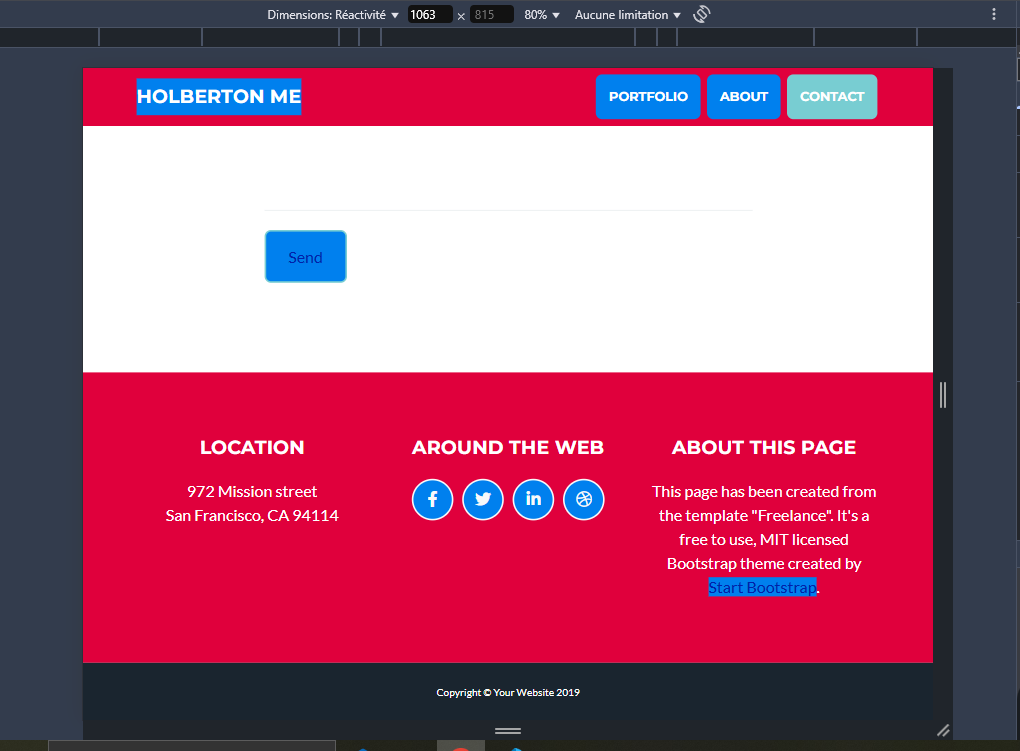 Dimensions: Réactivité 1063 x 815 80% Aucune limitation
HOLBERTON ME PORTFOLIO ABOUT CONTACT
Send
LOCATION
972 Mission street
San Francisco, CA 94114
AROUND THE WEB
ABOUT THIS PAGE
This page has been created from
the template "Freelance". It's a
free to use, MIT licensed
Bootstrap theme created by
Start Bootstrap.
Copyright © Your Website 2019